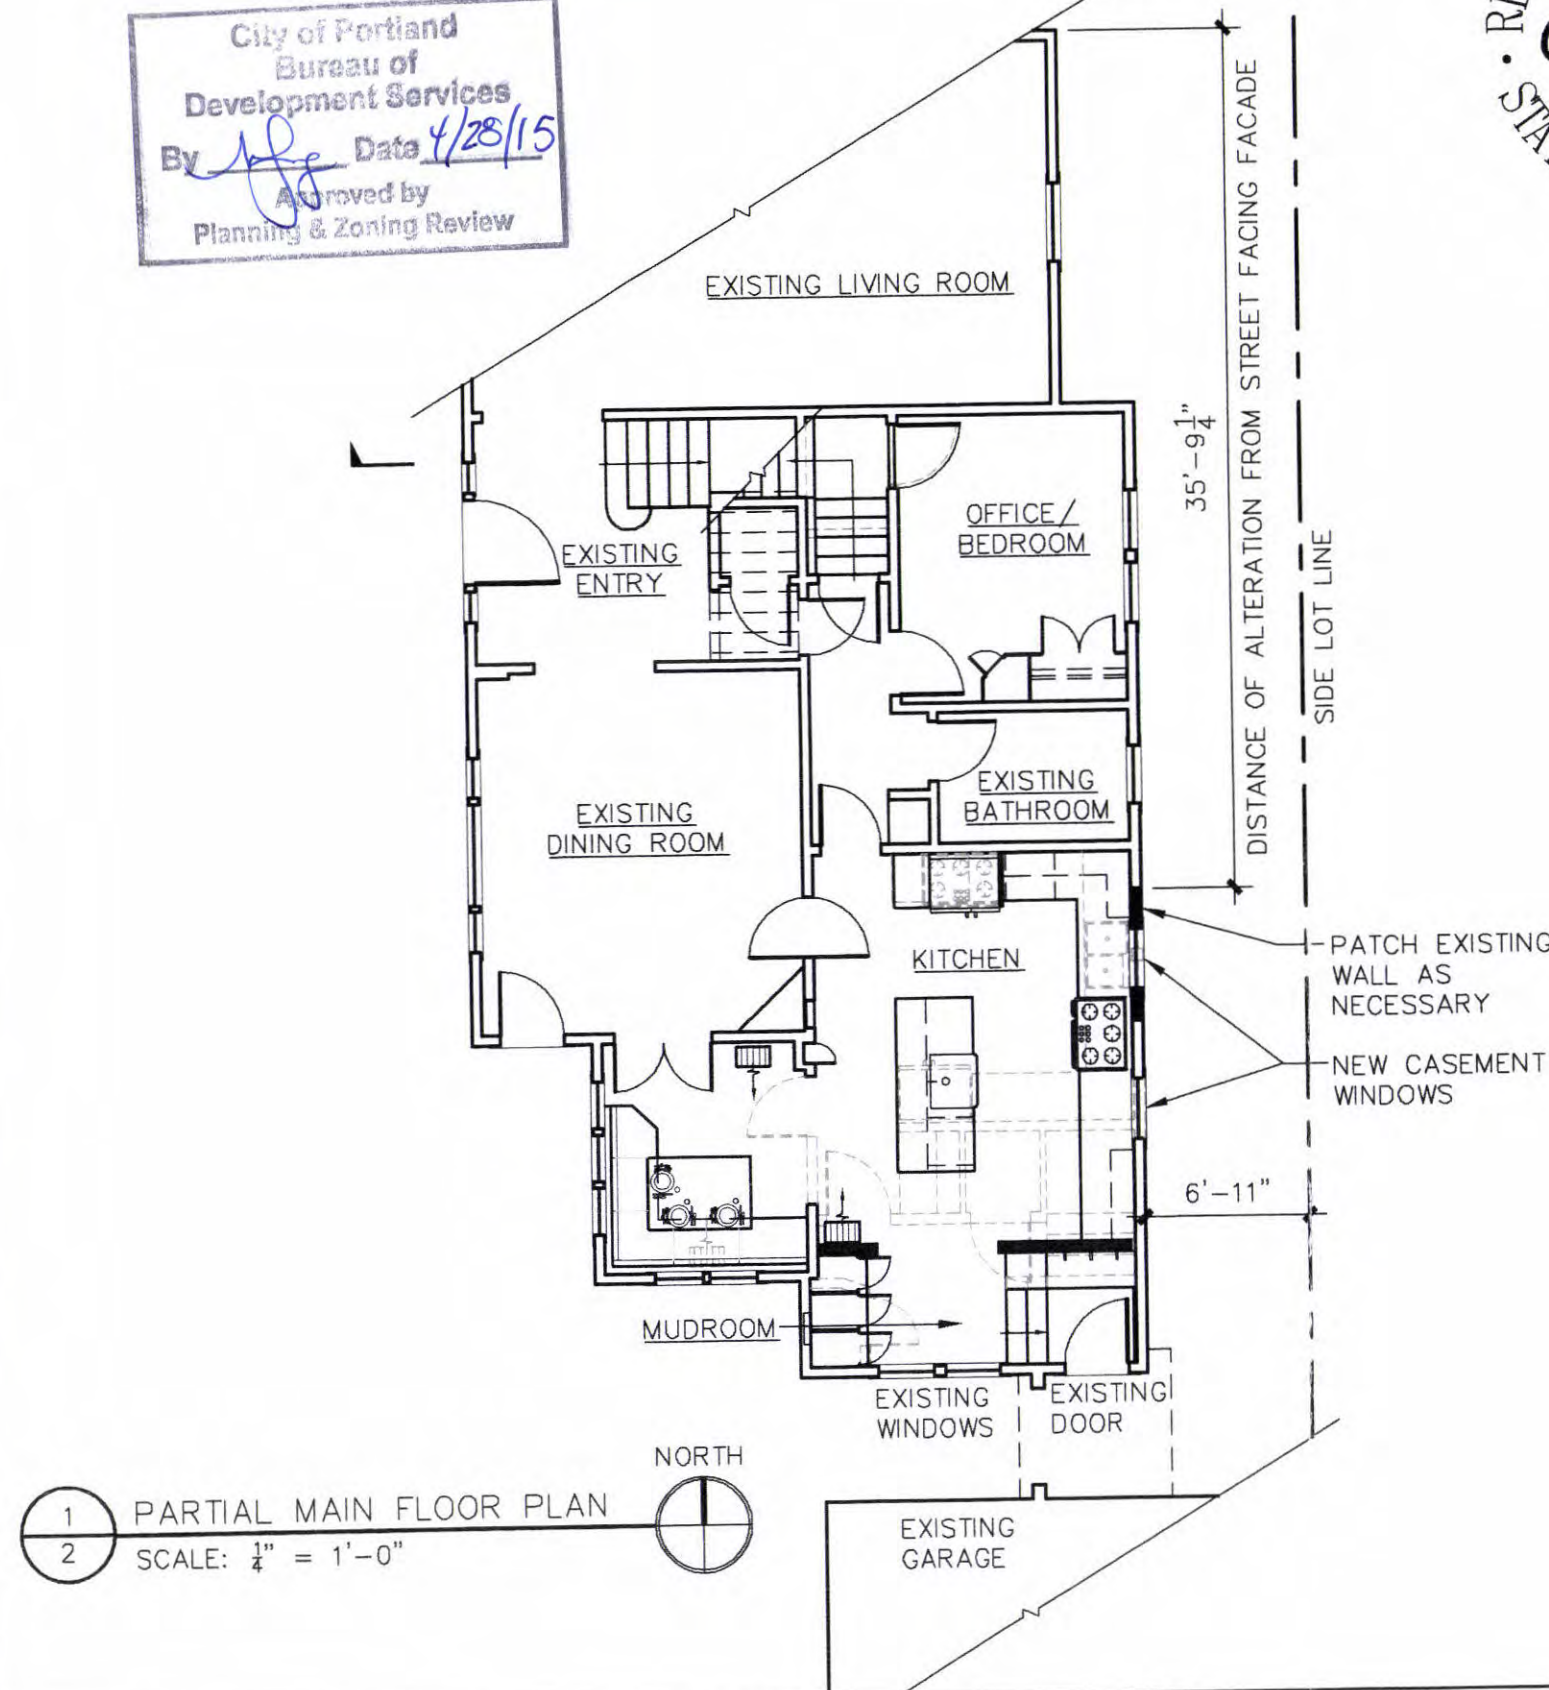 City of Portland
Bureau of
Development Services
By Date 4/28/15
Approved by
Planning & Zoning Review
STA
EXISTING LIVING ROOM
DISTANCE OF ALTERATION FROM STREET FACING FACADE
35'-9 1/4"
SIDE LOT LINE
OFFICE/
BEDROOM
EXISTING
ENTRY
EXISTING
BATHROOM
EXISTING
DINING ROOM
KITCHEN
PATCH EXISTING
WALL AS
NECESSARY
NEW CASEMENT
WINDOWS
6'-11"
MUDROOM
EXISTING
WINDOWS
EXISTING
DOOR
NORTH
1
2
PARTIAL MAIN FLOOR PLAN
SCALE: 1/4" = 1'-0"
EXISTING
GARAGE